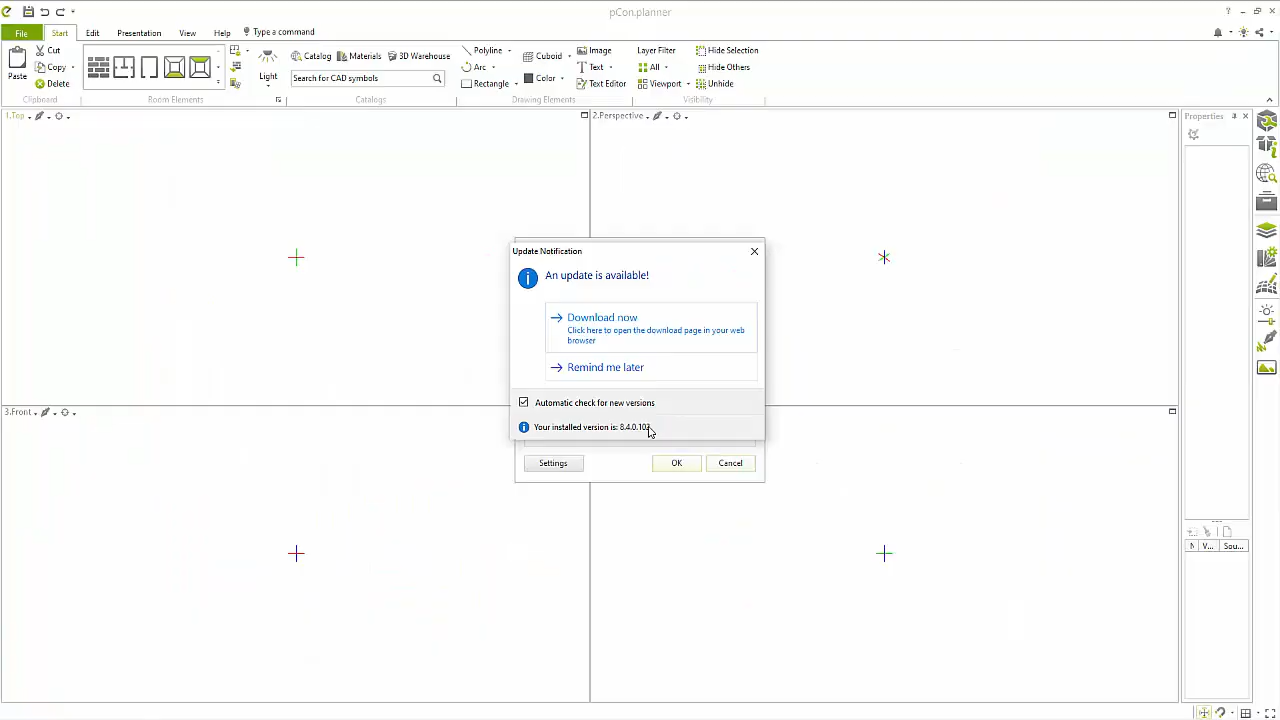 pCon.planner
File Start Edit Presentation View Help Type a command
Paste Cut Copy Delete
Light
Catalog Materials 3D Warehouse
Search for CAD symbols
Polyline Arc Rectangle
Cuboid Color
Image Text Text Editor
Layer Filter All Viewport
Hide Selection Hide Others Unhide
Clipboard Room Elements Catalogs Drawing Elements Visibility
1.Top 2.Perspective Properties
Update Notification
An update is available!
Download now
Click here to open the download page in your web
browser
Remind me later
Automatic check for new versions
3.Front
Your installed version is: 8.4.0.103
Settings OK Cancel
N V... Sou...